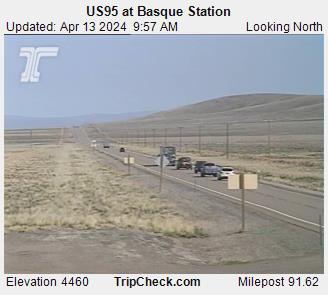 US95 at Basque Station
Updated: Apr 13 2024 9:57 AM Looking North
Elevation 4460 TripCheck.com Milepost 91.62